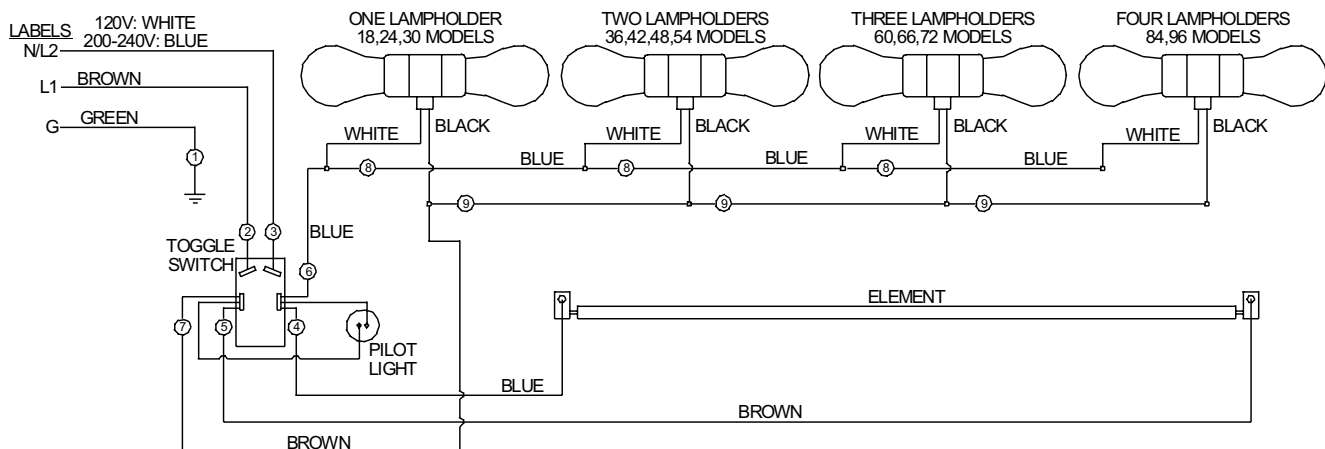 LABELS
120V: WHITE
200-240V: BLUE
N/L2
L1
BROWN
G
GREEN
1
ONE LAMPHOLDER
18,24,30 MODELS
TWO LAMPHOLDERS
36,42,48,54 MODELS
THREE LAMPHOLDERS
60,66,72 MODELS
FOUR LAMPHOLDERS
84,96 MODELS
WHITE
BLACK
WHITE
BLACK
WHITE
BLACK
WHITE
BLACK
8
BLUE
8
BLUE
8
BLUE
9
9
9
2
3
BLUE
TOGGLE
SWITCH
6
7
5
4
PILOT
LIGHT
ELEMENT
BLUE
BROWN
BROWN